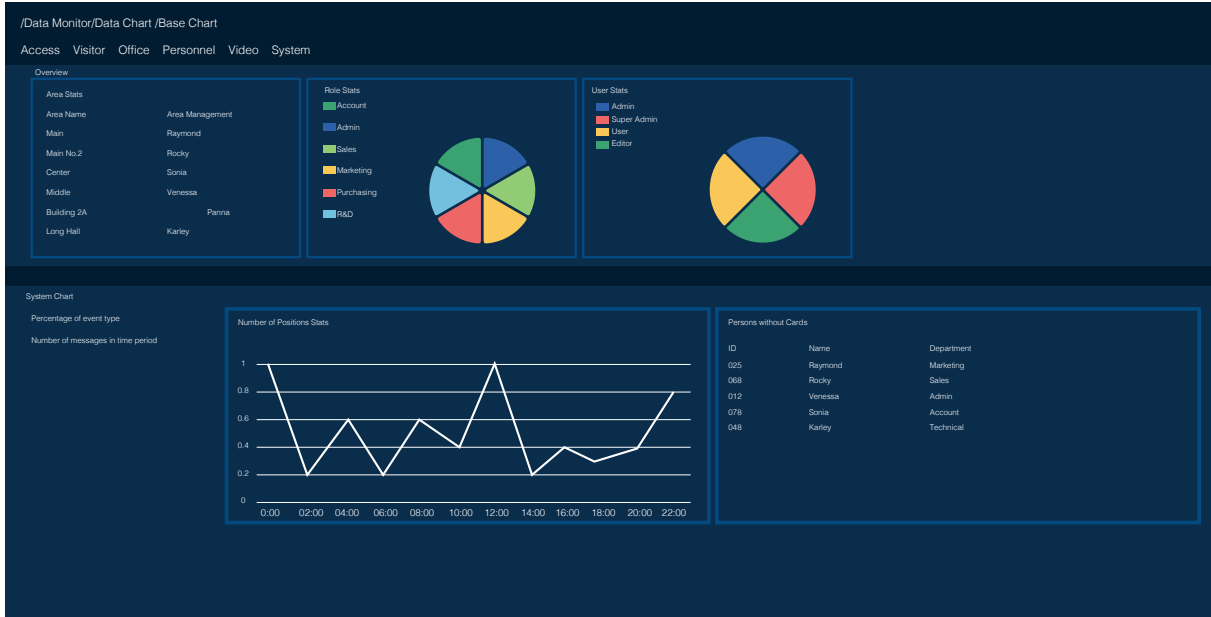 /Data Monitor/Data Chart /Base Chart
Access Visitor Office Personnel Video System
Overview
Area Stats
Area Name Area Management
Main Raymond
Main No.2 Rocky
Center Sonia
Middle Venessa
Building 2A Panna
Long Hall Karley
Role Stats
Account
Admin
Sales
Marketing
Purchasing
R&D
User Stats
Admin
Super Admin
User
Editor
System Chart
Percentage of event type
Number of messages in time period
Number of Positions Stats
1
0.8
0.6
0.4
0.2
0
0:00 02:00 04:00 06:00 08:00 10:00 12:00 14:00 16:00 18:00 20:00 22:00
Persons without Cards
ID Name Department
025 Raymond Marketing
068 Rocky Sales
012 Venessa Admin
078 Sonia Account
048 Karley Technical